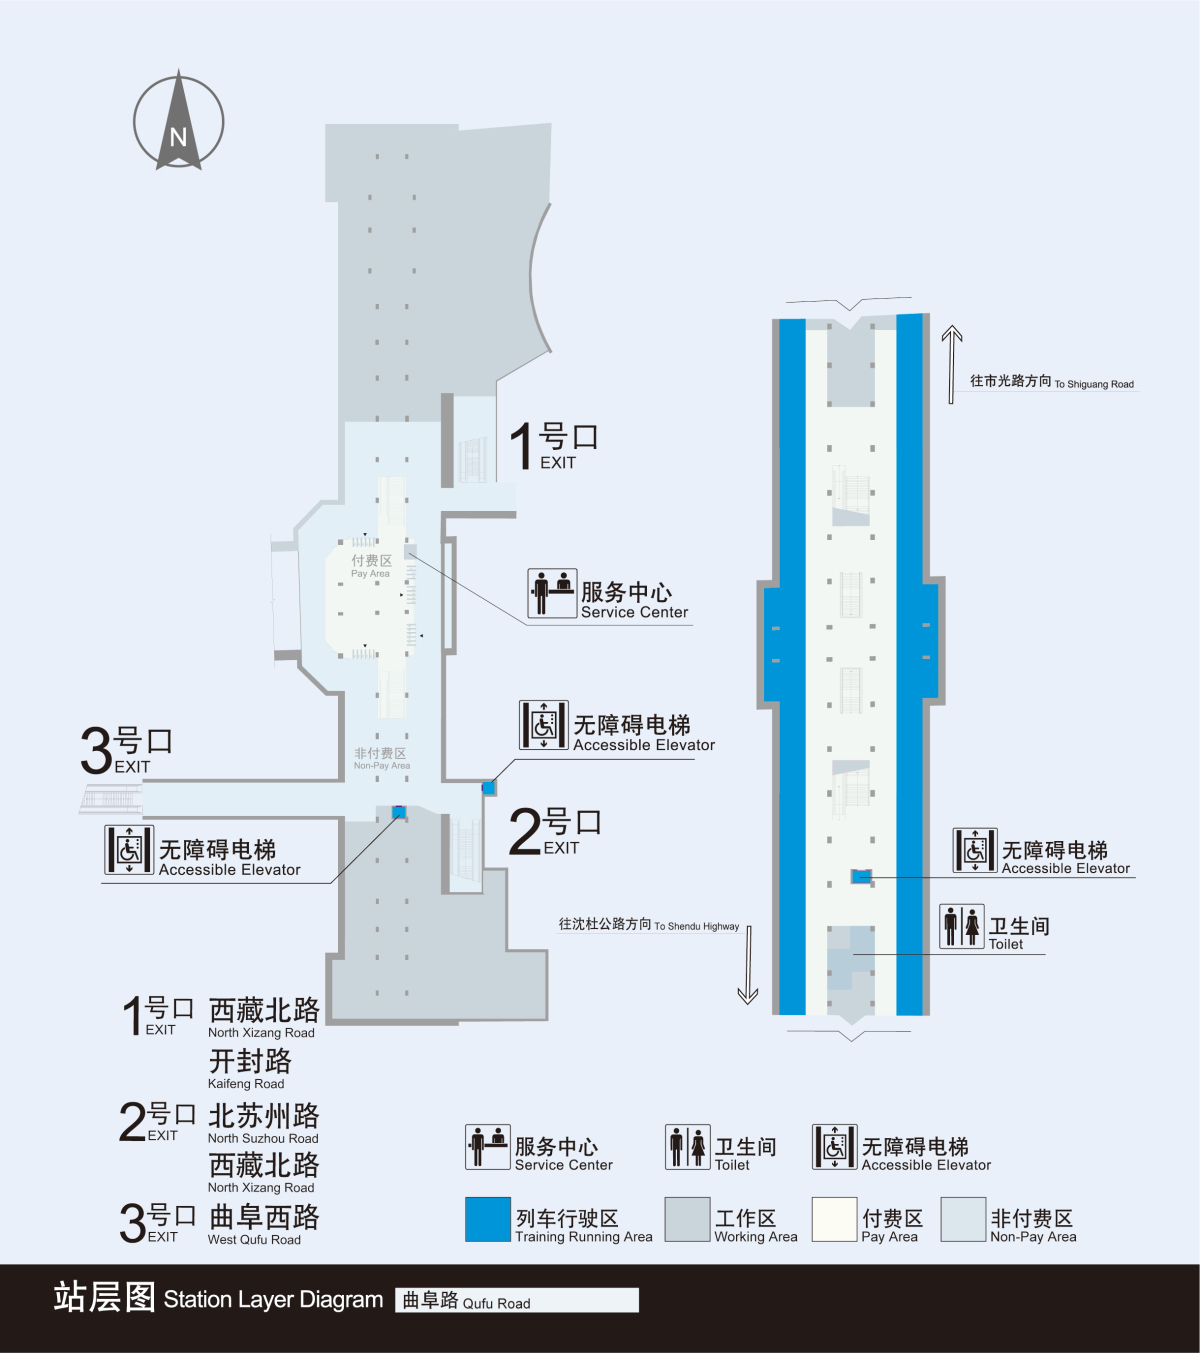 N
1号口
EXIT
付费区
Pay Area
服务中心
Service Center
无障碍电梯
Accessible Elevator
3号口
EXIT
非付费区
Non-Pay Area
2号口
EXIT
无障碍电梯
Accessible Elevator
往市光路方向 To Shiguang Road
无障碍电梯
Accessible Elevator
往沈杜公路方向 To Shendu Highway
卫生间
Toilet
1号口 西藏北路
EXIT North Xizang Road
开封路
Kaifeng Road
2号口 北苏州路
EXIT North Suzhou Road
西藏北路
North Xizang Road
3号口 曲阜西路
EXIT West Qufu Road
服务中心
Service Center
卫生间
Toilet
无障碍电梯
Accessible Elevator
列车行驶区
Training Running Area
工作区
Working Area
付费区
Pay Area
非付费区
Non-Pay Area
站层图 Station Layer Diagram 曲阜路 Qufu Road